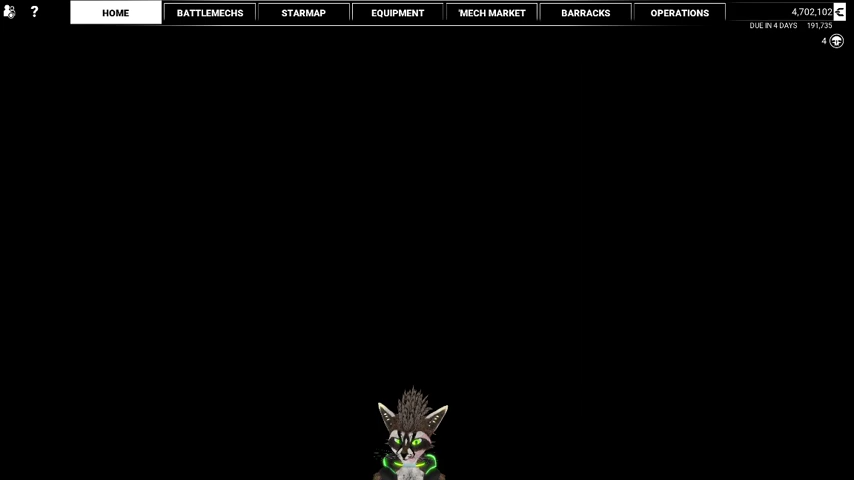 ?
HOME
BATTLEMECHS
STARMAP
EQUIPMENT
'MECH MARKET
BARRACKS
OPERATIONS
4,702,102
DUE IN 4 DAYS 191,735
4